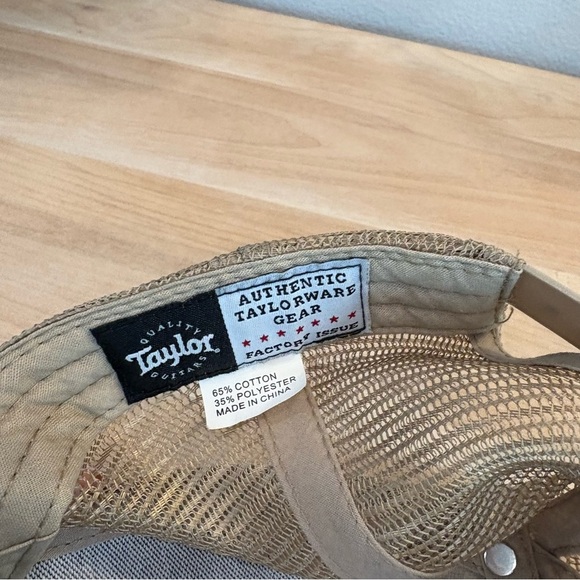 QUALITY
Taylor
GUITARS
AUTHENTIC
TAYLORWARE
GEAR
FACTORY ISSUE
65% COTTON
35% POLYESTER
MADE IN CHINA